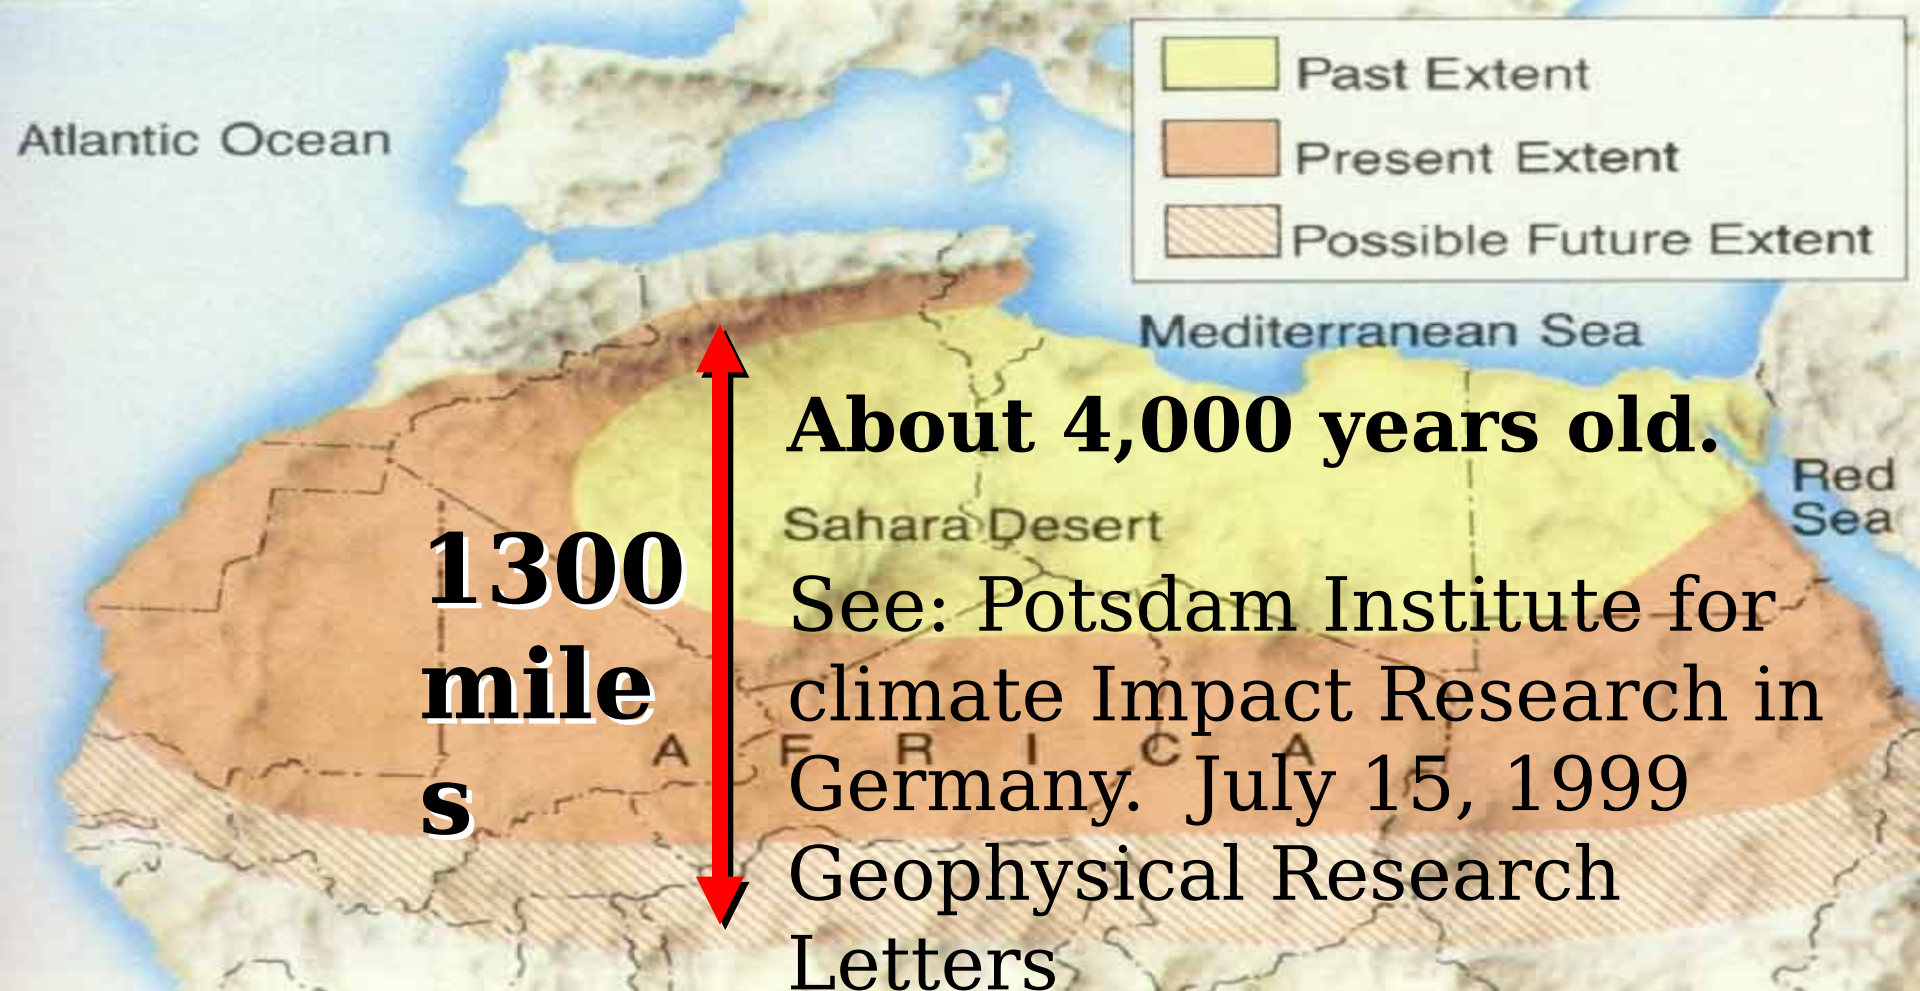 Past Extent
Present Extent
Possible Future Extent
Atlantic Ocean
Mediterranean Sea
About 4,000 years old.
Red
Sea
Sahara Desert
1300
mile
s
See: Potsdam Institute for
climate Impact Research in
AFRICA
Germany.  July 15, 1999
Geophysical Research
Letters